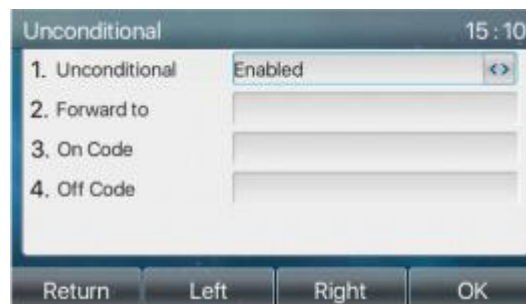 Unconditional 15:10
1. Unconditional Enabled <>
2. Forward to
3. On Code
4. Off Code
Return Left Right OK